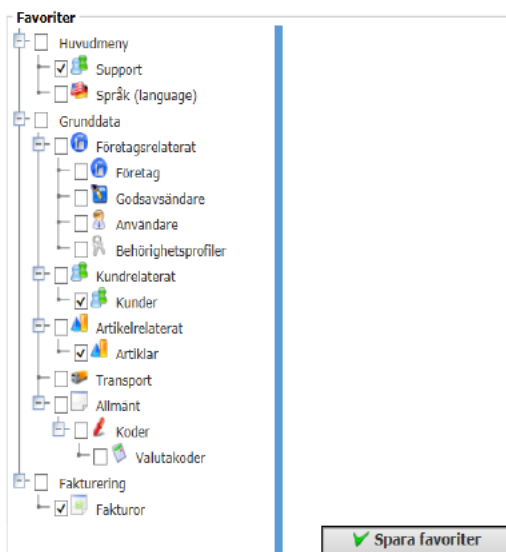 Favoriter
Huvudmeny
Support
Språk (language)
Grunddata
Företagsrelaterat
Företag
Godsavsändare
Användare
Behörighetsprofiler
Kundrelaterat
Kunder
Artikelrelaterat
Artiklar
Transport
Allmänt
Koder
Valutakoder
Fakturering
Fakturor
Spara favoriter